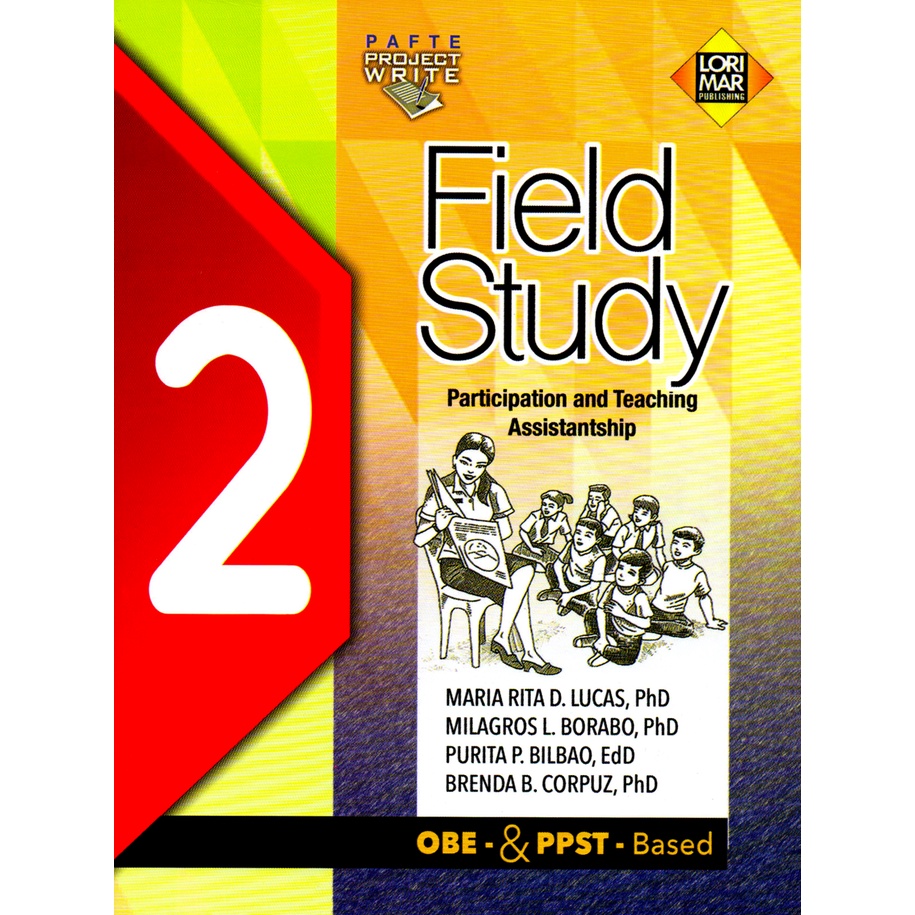 PAFTE
PROJECT
WRITE
LORI
MAR
PUBLISHING
Field
Study
Participation and Teaching
Assistantship
2
MARIA RITA D. LUCAS, PhD
MILAGROS L. BORABO, PhD
PURITA P. BILBAO, EdD
BRENDA B. CORPUZ, PhD
OBE - & PPST - Based